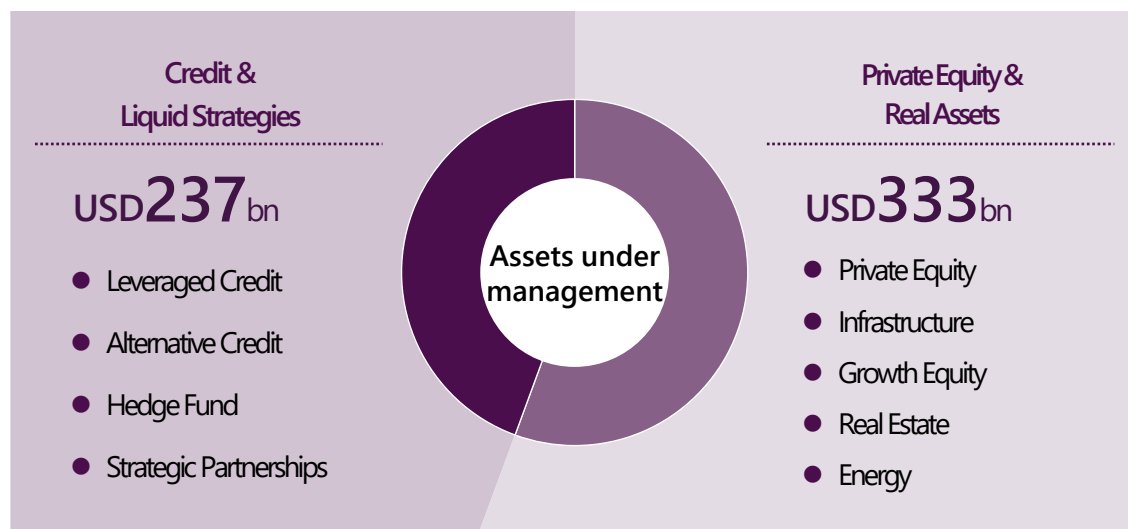 Credit &
Liquid Strategies
USD237bn
Leveraged Credit
Alternative Credit
Hedge Fund
Strategic Partnerships
Assets under
management
Private Equity &
Real Assets
USD333bn
Private Equity
Infrastructure
Growth Equity
Real Estate
Energy